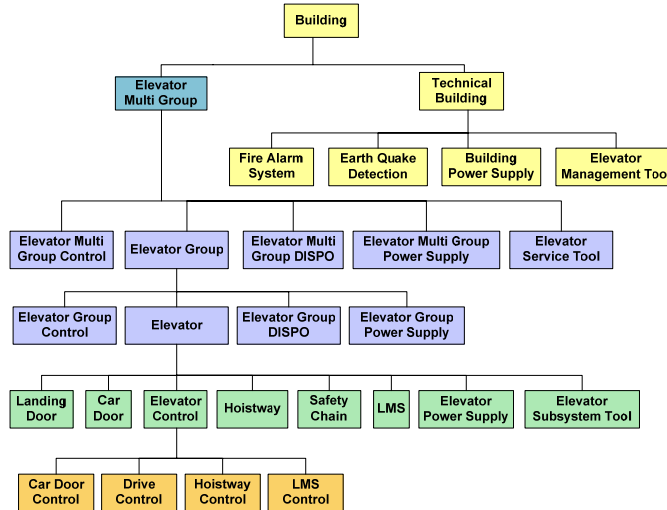 Building
Elevator
Multi Group
Technical
Building
Fire Alarm
System
Earth Quake
Detection
Building
Power Supply
Elevator
Management Tool
Elevator Multi
Group Control
Elevator Group
Elevator Multi
Group DISPO
Elevator Multi Group
Power Supply
Elevator
Service Tool
Elevator Group
Control
Elevator
Elevator Group
DISPO
Elevator Group
Power Supply
Landing
Door
Car
Door
Elevator
Control
Hoistway
Safety
Chain
LMS
Elevator
Power Supply
Elevator
Subsystem Tool
Car Door
Control
Drive
Control
Hoistway
Control
LMS
Control